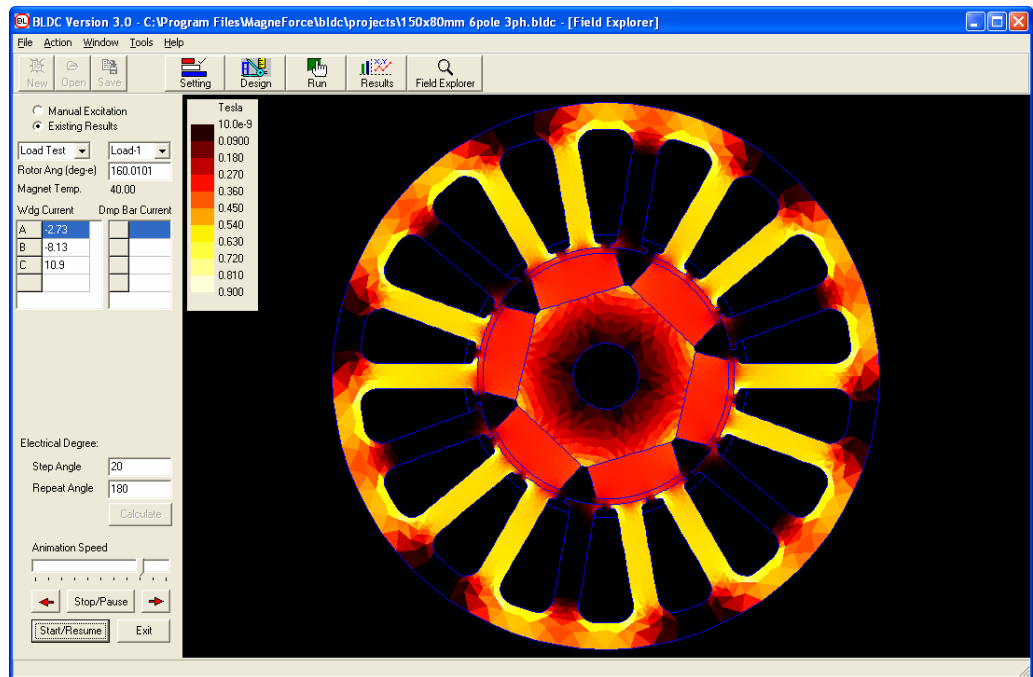 BLDC Version 3.0 - C:\Program Files\MagneForce\bldc\projects\150x80mm 6pole 3ph.bldc - [Field Explorer]
File Action Window Tools Help
New Open Save Setting Design Run Results Field Explorer
Manual Excitation
Existing Results
Load Test Load-1
Rotor Ang (deg-e) 160.0101
Magnet Temp. 40.00
Wdg Current Dmp Bar Current
A -2.73
B -8.13
C 10.9
Tesla
10.0e-9
0.0900
0.180
0.270
0.360
0.450
0.540
0.630
0.720
0.810
0.900
Electrical Degree:
Step Angle 20
Repeat Angle 180
Calculate
Animation Speed
Stop/Pause
Start/Resume Exit